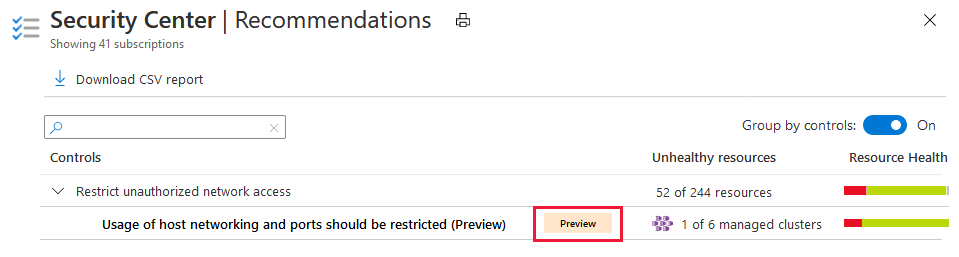 Security Center | Recommendations
Showing 41 subscriptions
Download CSV report
Group by controls: On
Controls Unhealthy resources Resource Health
Restrict unauthorized network access 52 of 244 resources
Usage of host networking and ports should be restricted (Preview) Preview 1 of 6 managed clusters